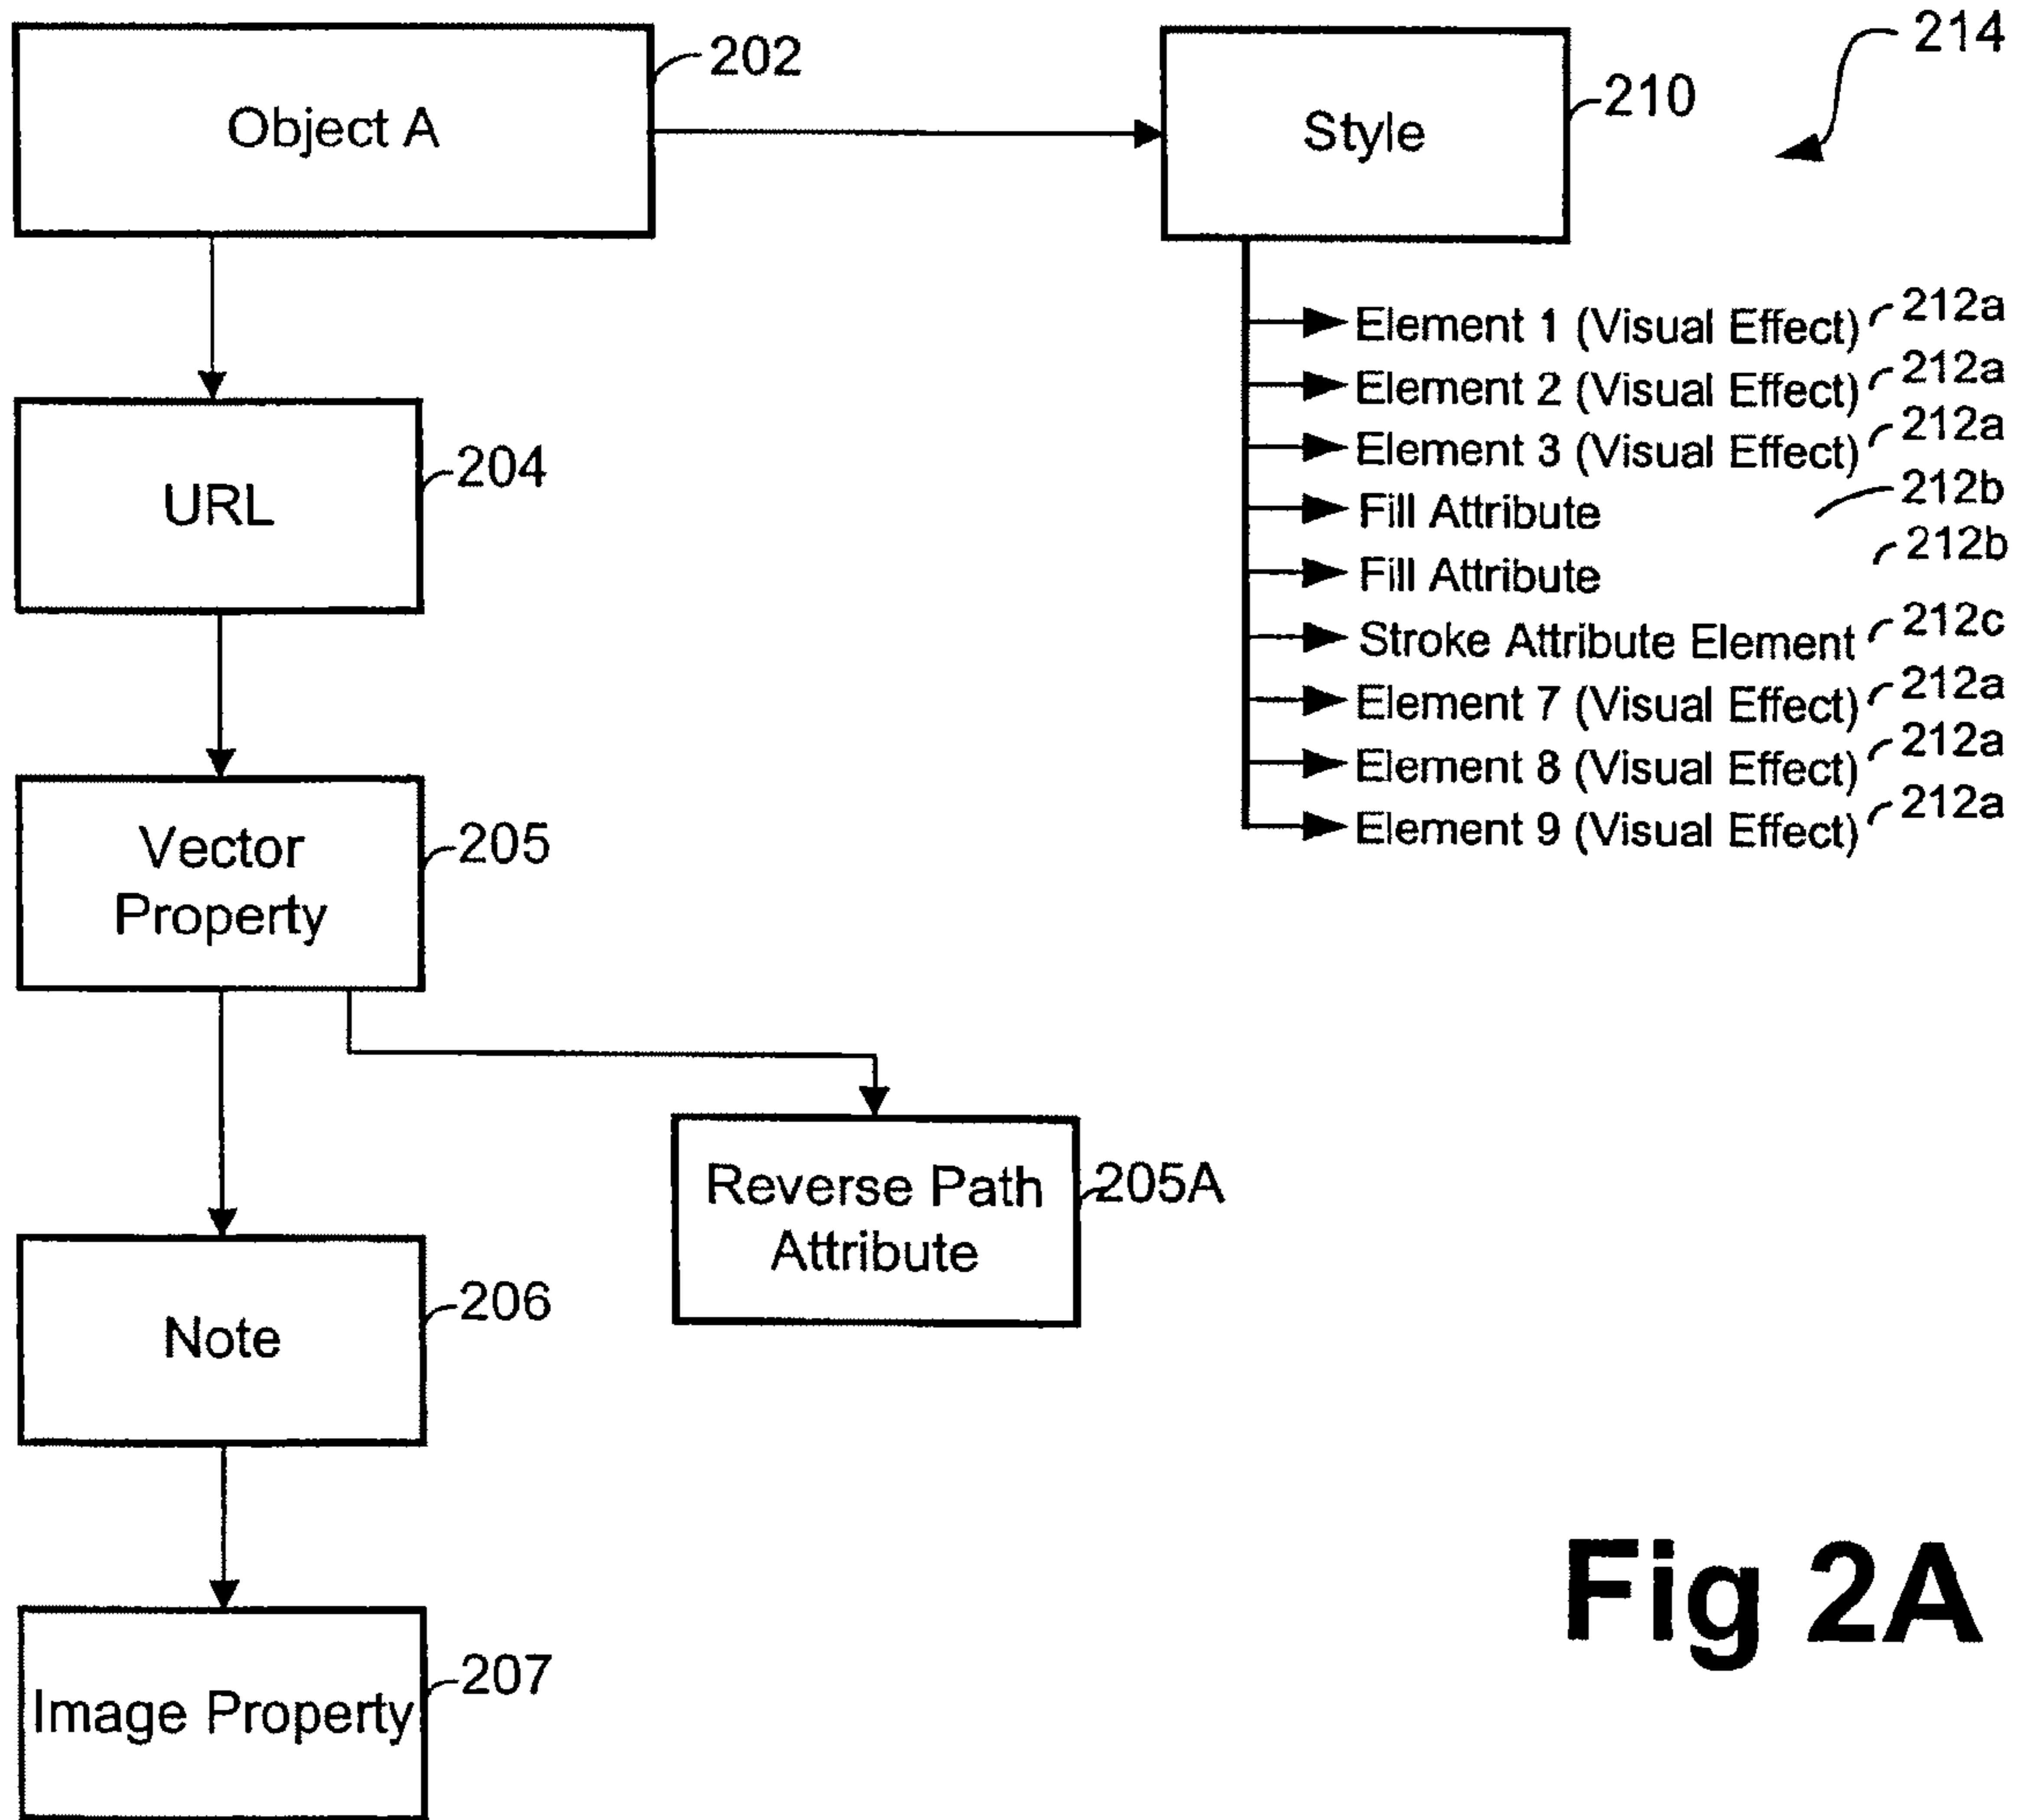 Object A
202
Style
210
214
Element 1 (Visual Effect) 212a
Element 2 (Visual Effect) 212a
Element 3 (Visual Effect) 212a
Fill Attribute 212b
Fill Attribute 212b
Stroke Attribute Element 212c
Element 7 (Visual Effect) 212a
Element 8 (Visual Effect) 212a
Element 9 (Visual Effect) 212a
URL
204
Vector
Property
205
Reverse Path
Attribute
205A
Note
206
Image Property
207
Fig 2A